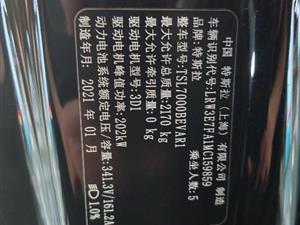 中国 特斯拉(上海)有限公司 制造
车辆识别代号:LRW3E7FA1MC159859
品牌:特斯拉 乘坐人数:5
整车型号:TSL7000BEVAR1
最大允许总质量:2170 kg
最大允许牵引质量:0 kg
驱动电机型号:3D1
驱动电机峰值功率:202kW
动力电池系统额定电压/容量:341.3V/161.2A
制造年月:2021 年 01 月
1.0%